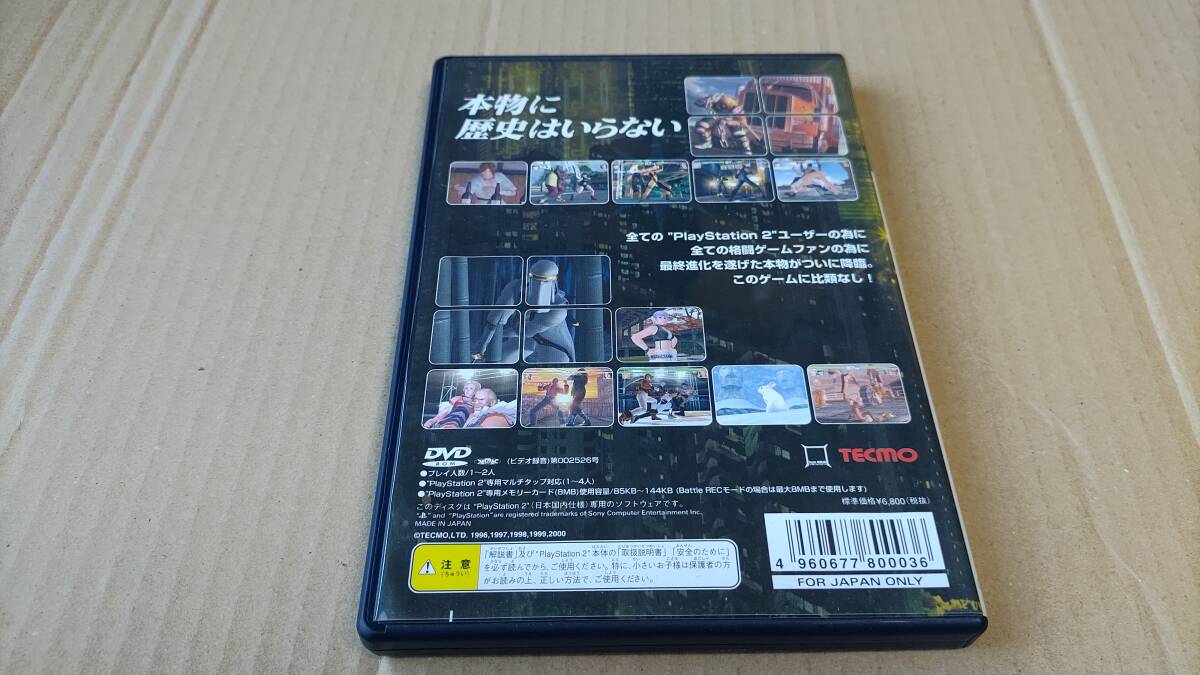 本物に
歴史はいらない
全ての "PlayStation 2"ユーザーの為に
全ての格闘ゲームファンの為に
最終進化を遂げた本物がついに降臨。
このゲームに比類なし！
DVD
ROM
(ビデオ録音)第002526号
TECMO
●プレイ人数/1〜2人
●"PlayStation 2"専用マルチタップ対応(1〜4人)
●"PlayStation 2"専用メモリーカード(8MB)使用容量/85KB〜144KB (Battle RECモードの場合は最大8MBまで使用します)
標準価格¥6,800(税抜)
このディスクは "PlayStation 2" (日本国内仕様) 専用のソフトウェアです。
" and "PlayStation"are registered trademarks of Sony Computer Entertainment Inc.
MADE IN JAPAN
©TECMO,LTD. 1996,1997,1998,1999,2000
注意
(ちゅうい)
「解説書」及び"PlayStation 2"本体の「取扱説明書」「安全のために」
を必ず読んでから、ご使用ください。特に、小さいお子様は保護者の方
がお読みの上、正しい方法で、ご使用ください。
4 960677 800036
FOR JAPAN ONLY